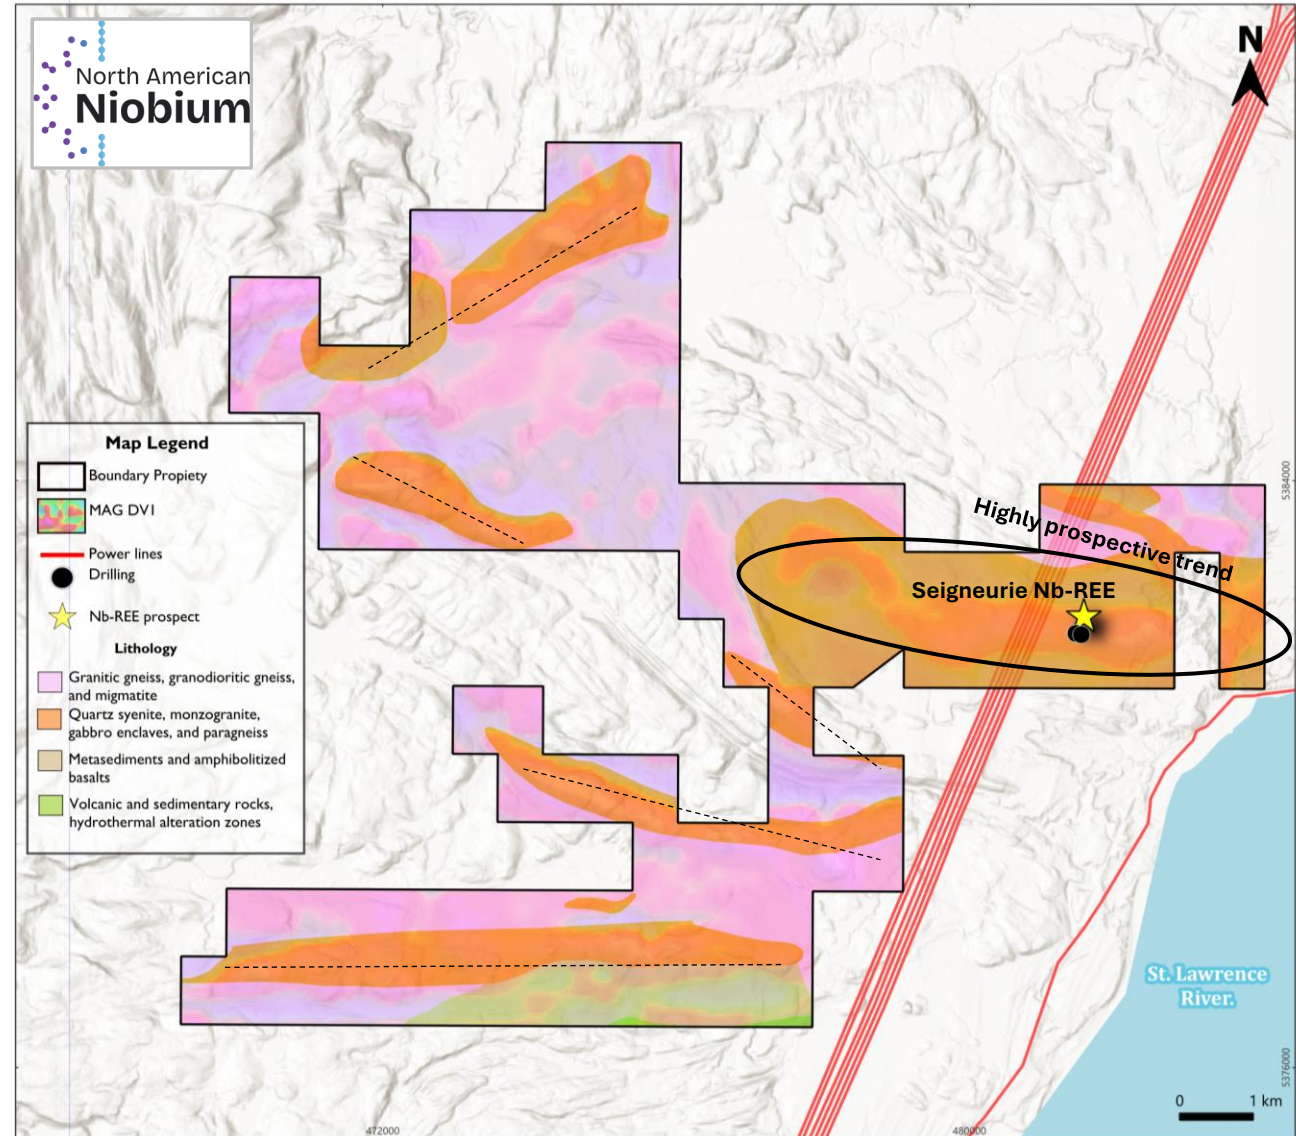 North American
Niobium
N
Map Legend
Boundary Propiety
MAG DV1
Power lines
Drilling
Nb-REE prospect
Lithology
Granitic gneiss, granodioritic gneiss,
and migmatite
Quartz syenite, monzogranite,
gabbro enclaves, and paragneiss
Metasediments and amphibolitized
basalts
Volcanic and sedimentary rocks,
hydrothermal alteration zones
Highly prospective trend
Seigneurie Nb-REE
5384000
St. Lawrence
River.
5376000
0 1 km
472000
480000